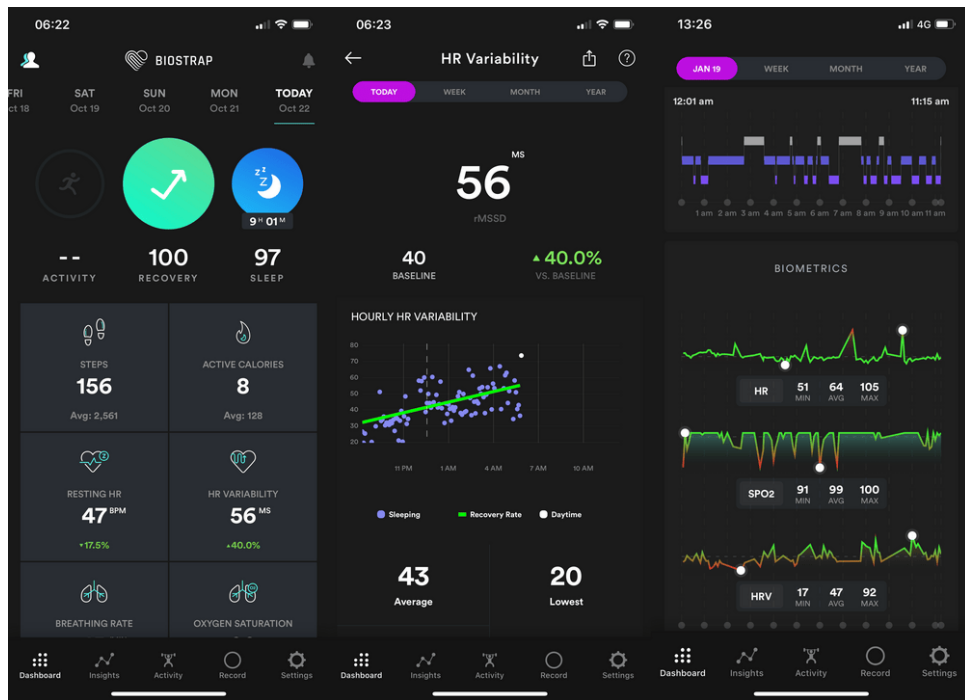 06:22
BIOSTRAP
FRI SAT SUN MON TODAY
ct 18 Oct 19 Oct 20 Oct 21 Oct 22
z z Z
9 H 01 M
-- 100 97
ACTIVITY RECOVERY SLEEP
STEPS
156
Avg: 2,561
ACTIVE CALORIES
8
Avg: 128
RESTING HR
47 BPM
▾17.5%
HR VARIABILITY
56 MS
▴40.0%
BREATHING RATE
OXYGEN SATURATION
Dashboard Insights Activity Record Settings
06:23
HR Variability
?
TODAY WEEK MONTH YEAR
56 MS
rMSSD
40
BASELINE
▲40.0%
VS. BASELINE
HOURLY HR VARIABILITY
80
70
60
50
40
30
20
11 PM 1 AM 4 AM 7 AM 10 AM
Sleeping Recovery Rate Daytime
43
Average
20
Lowest
Dashboard Insights Activity Record Settings
13:26 4G
JAN 19 WEEK MONTH YEAR
12:01 am 11:15 am
1 am 2 am 3 am 4 am 5 am 6 am 7 am 8 am 9 am 10 am 11 am
BIOMETRICS
HR 51 64 105
MIN AVG MAX
SPO2 91 99 100
MIN AVG MAX
HRV 17 47 92
MIN AVG MAX
Dashboard Insights Activity Record Settings